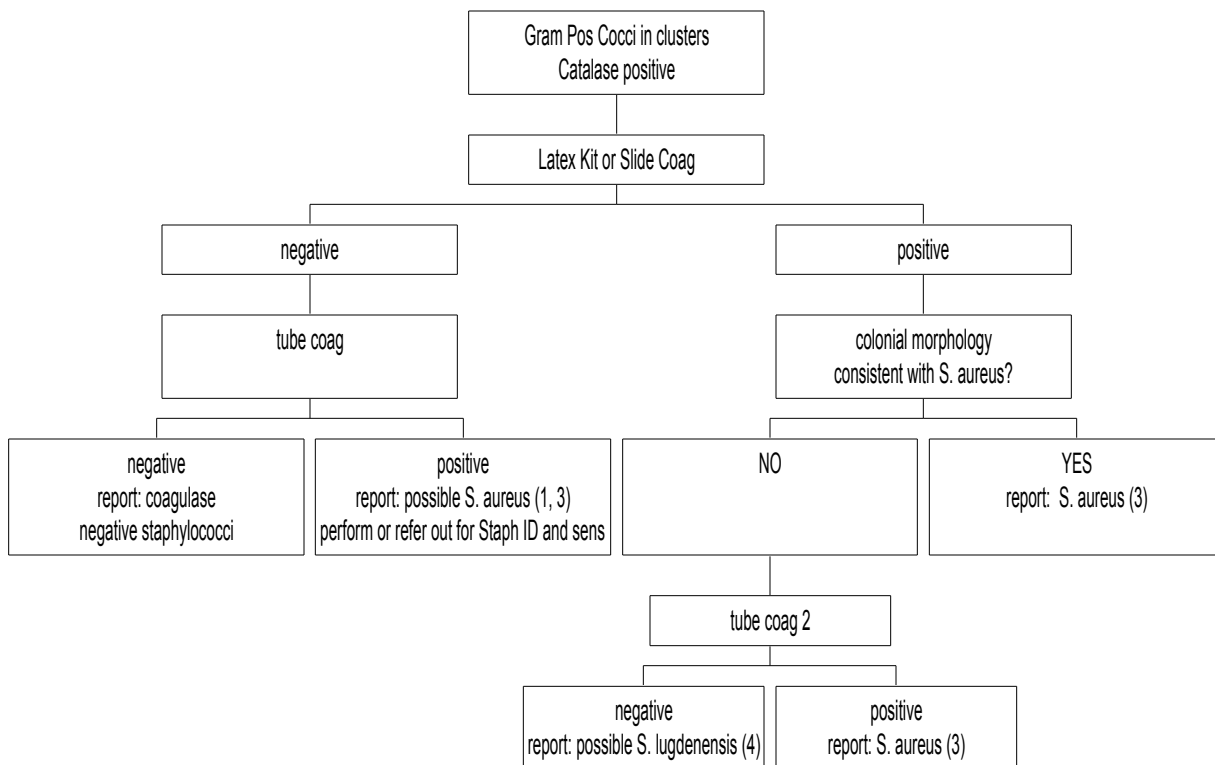 Gram Pos Cocci in clusters
Catalase positive
Latex Kit or Slide Coag
negative
positive
tube coag
colonial morphology
consistent with S. aureus?
negative
report: coagulase
negative staphylococci
positive
report: possible S. aureus (1, 3)
perform or refer out for Staph ID and sens
NO
YES
report:  S. aureus (3)
tube coag 2
negative
report: possible S. lugdenensis (4)
positive
report: S. aureus (3)